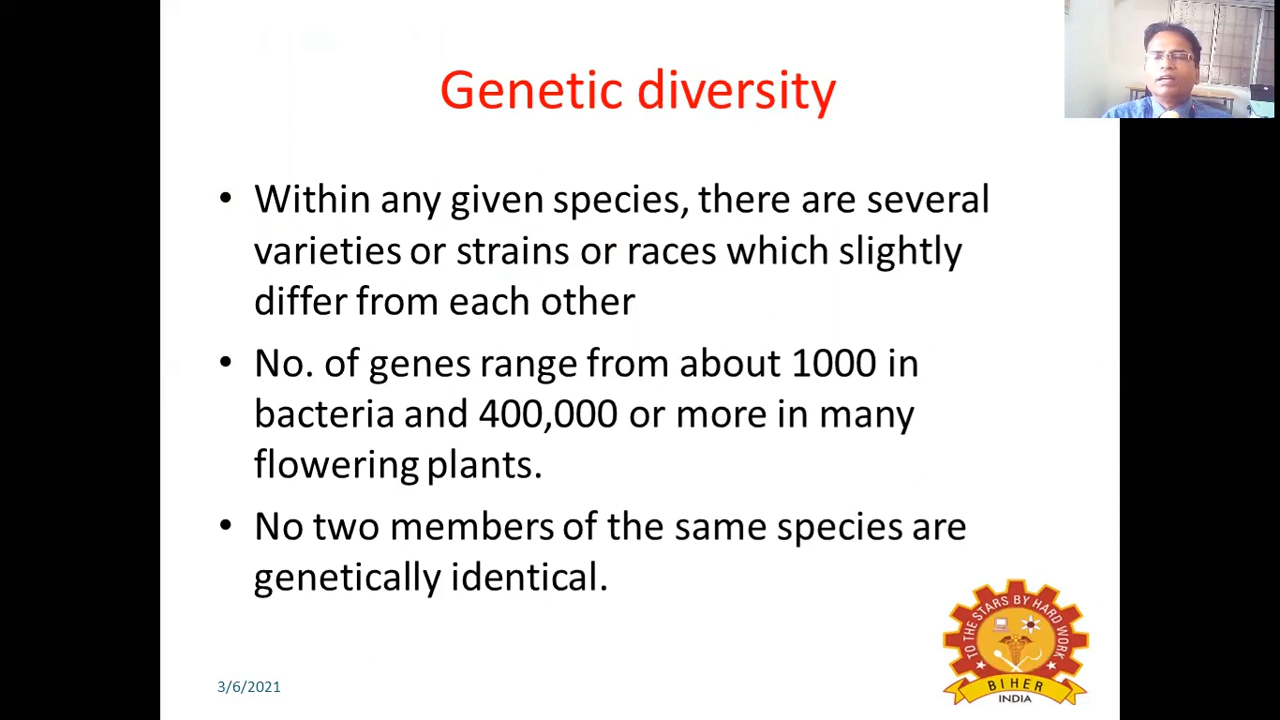 Genetic diversity
• Within any given species, there are several
varieties or strains or races which slightly
differ from each other
• No. of genes range from about 1000 in
bacteria and 400,000 or more in many
flowering plants.
• No two members of the same species are
genetically identical.
TO THE STARS BY HARD WORK
BIHER
INDIA
3/6/2021